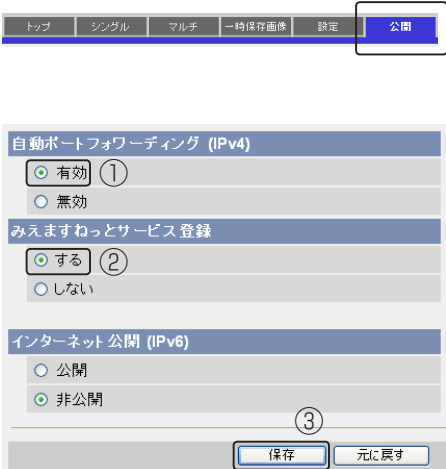 トップ シングル マルチ 一時保存画像 設定 公開
自動ポートフォワーディング (IPv4)
有効 ①
無効
みえますねっとサービス登録
する ②
しない
インターネット公開 (IPv6)
公開
非公開
③
保存 元に戻す